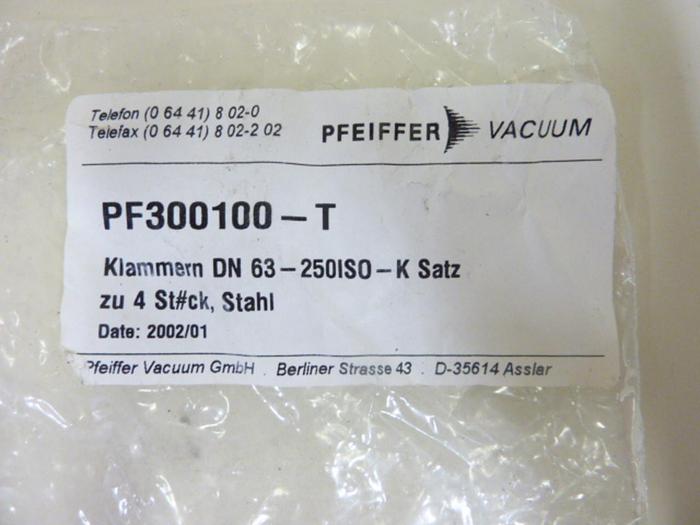 Telefon (0 64 41) 8 02-0
Telefax (0 64 41) 8 02-2 02
PFEIFFER VACUUM
PF300100-T
Klammern DN 63-250ISO-K Satz
zu 4 St#ck, Stahl
Date: 2002/01
Pfeiffer Vacuum GmbH . Berliner Strasse 43 . D-35614 Asslar